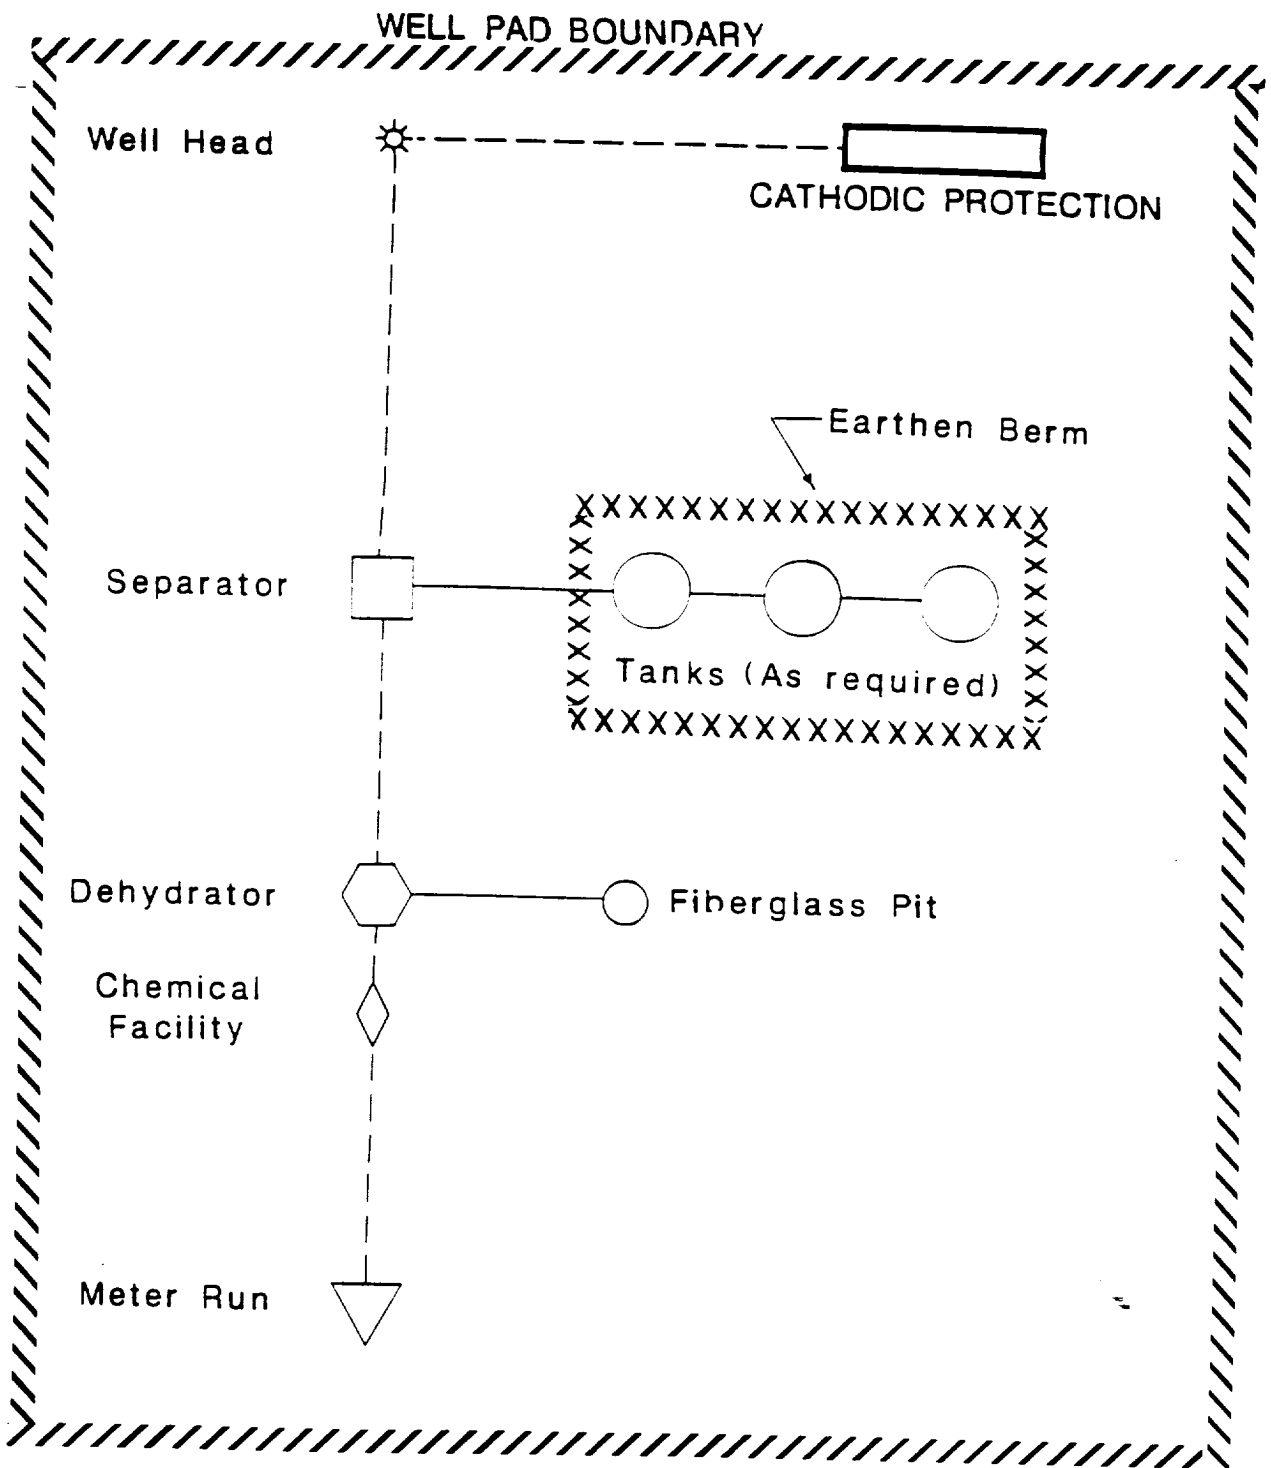 WELL PAD BOUNDARY
Well Head
CATHODIC PROTECTION
Earthen Berm
Separator
Tanks (As required)
Dehydrator
Fiberglass Pit
Chemical
Facility
Meter Run